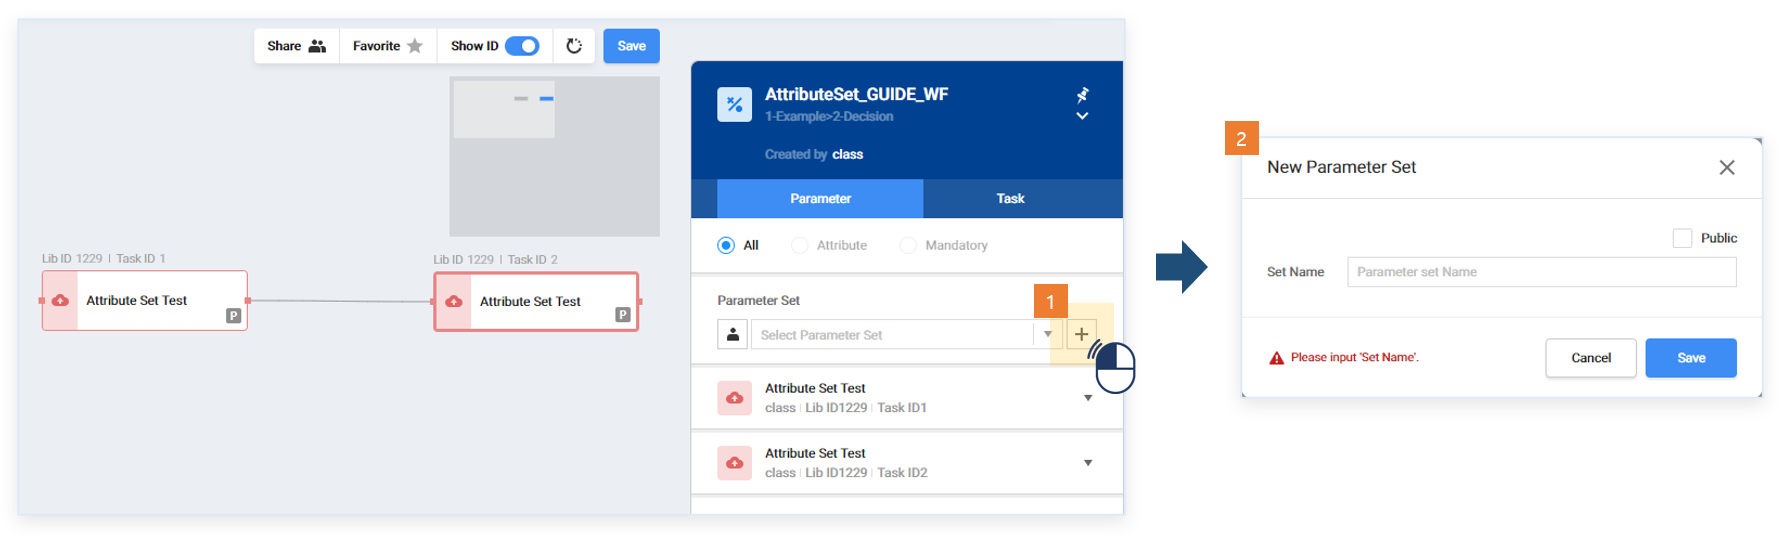 Share Favorite Show ID Save
AttributeSet_GUIDE_WF
1-Example>2-Decision
Created by class
Parameter Task
All Attribute Mandatory
Lib ID 1229 | Task ID 1
Attribute Set Test
P
Lib ID 1229 | Task ID 2
Attribute Set Test
P
Parameter Set
1
Select Parameter Set
Attribute Set Test
class | Lib ID1229 | Task ID1
Attribute Set Test
class | Lib ID1229 | Task ID2
2
New Parameter Set
Public
Set Name Parameter set Name
Please input 'Set Name'.
Cancel Save